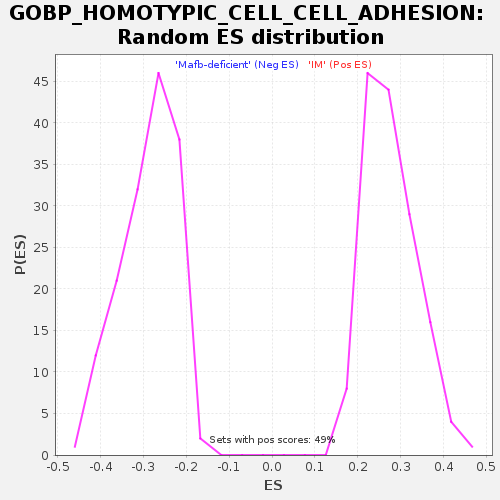 GOBP_HOMOTYPIC_CELL_CELL_ADHESION:
Random ES distribution
'Mafb-deficient' (Neg ES) 'IM' (Pos ES)
45
40
35
30
25
20
15
10
5
0
P(ES)
Sets with pos scores: 49%
-0.5 -0.4 -0.3 -0.2 -0.1 0.0 0.1 0.2 0.3 0.4 0.5
ES